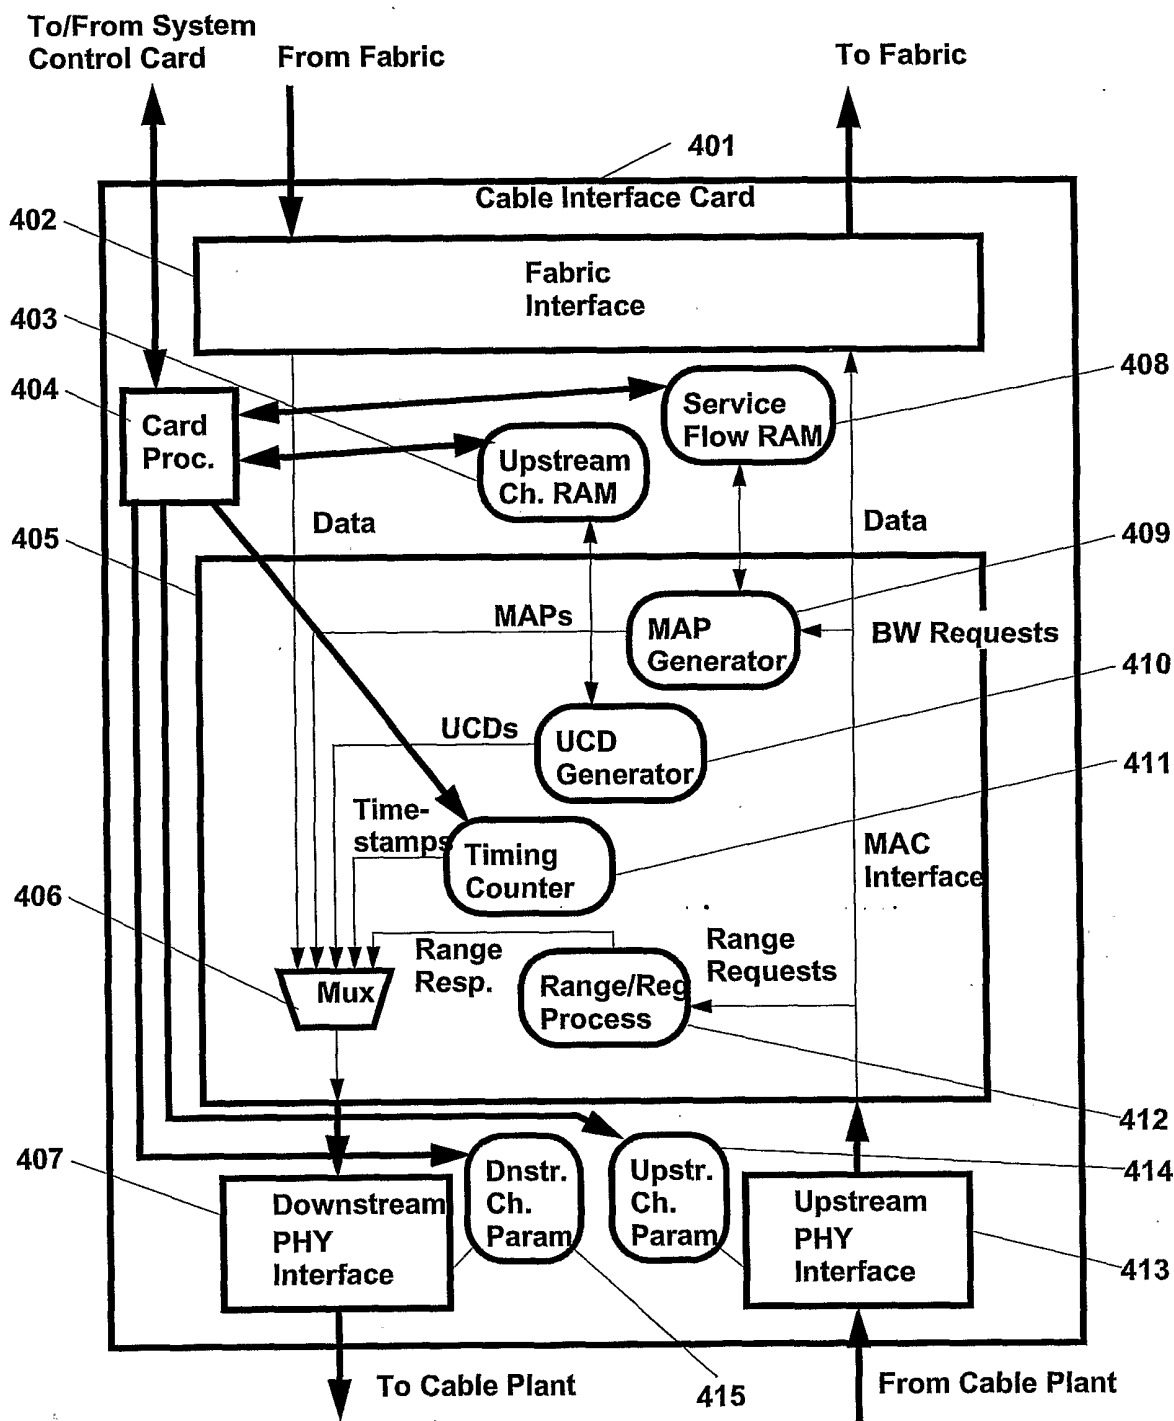 To/From System
Control Card
From Fabric
To Fabric
401
Cable Interface Card
402
Fabric
Interface
403
404
408
Service
Flow RAM
Card
Proc.
Upstream
Ch. RAM
Data
Data
405
409
MAPs
MAP
Generator
BW Requests
410
UCDs
UCD
Generator
411
Time-
stamps
Timing
Counter
MAC
Interface
406
Range
Resp.
Range
Requests
Mux
Range/Reg
Process
412
407
414
Dnstr.
Ch.
Param
Upstr.
Ch.
Param
Downstream
PHY
Interface
Upstream
PHY
Interface
413
To Cable Plant
415
From Cable Plant